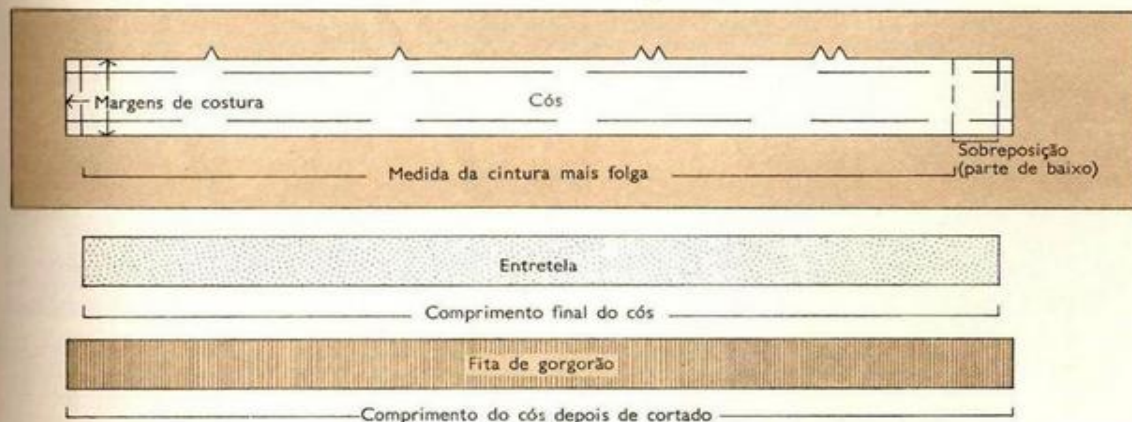 Margens de costura
Cós
Medida da cintura mais folga
Sobreposição
(parte de baixo)
Entretela
Comprimento final do cós
Fita de gorgorão
Comprimento do cós depois de cortado